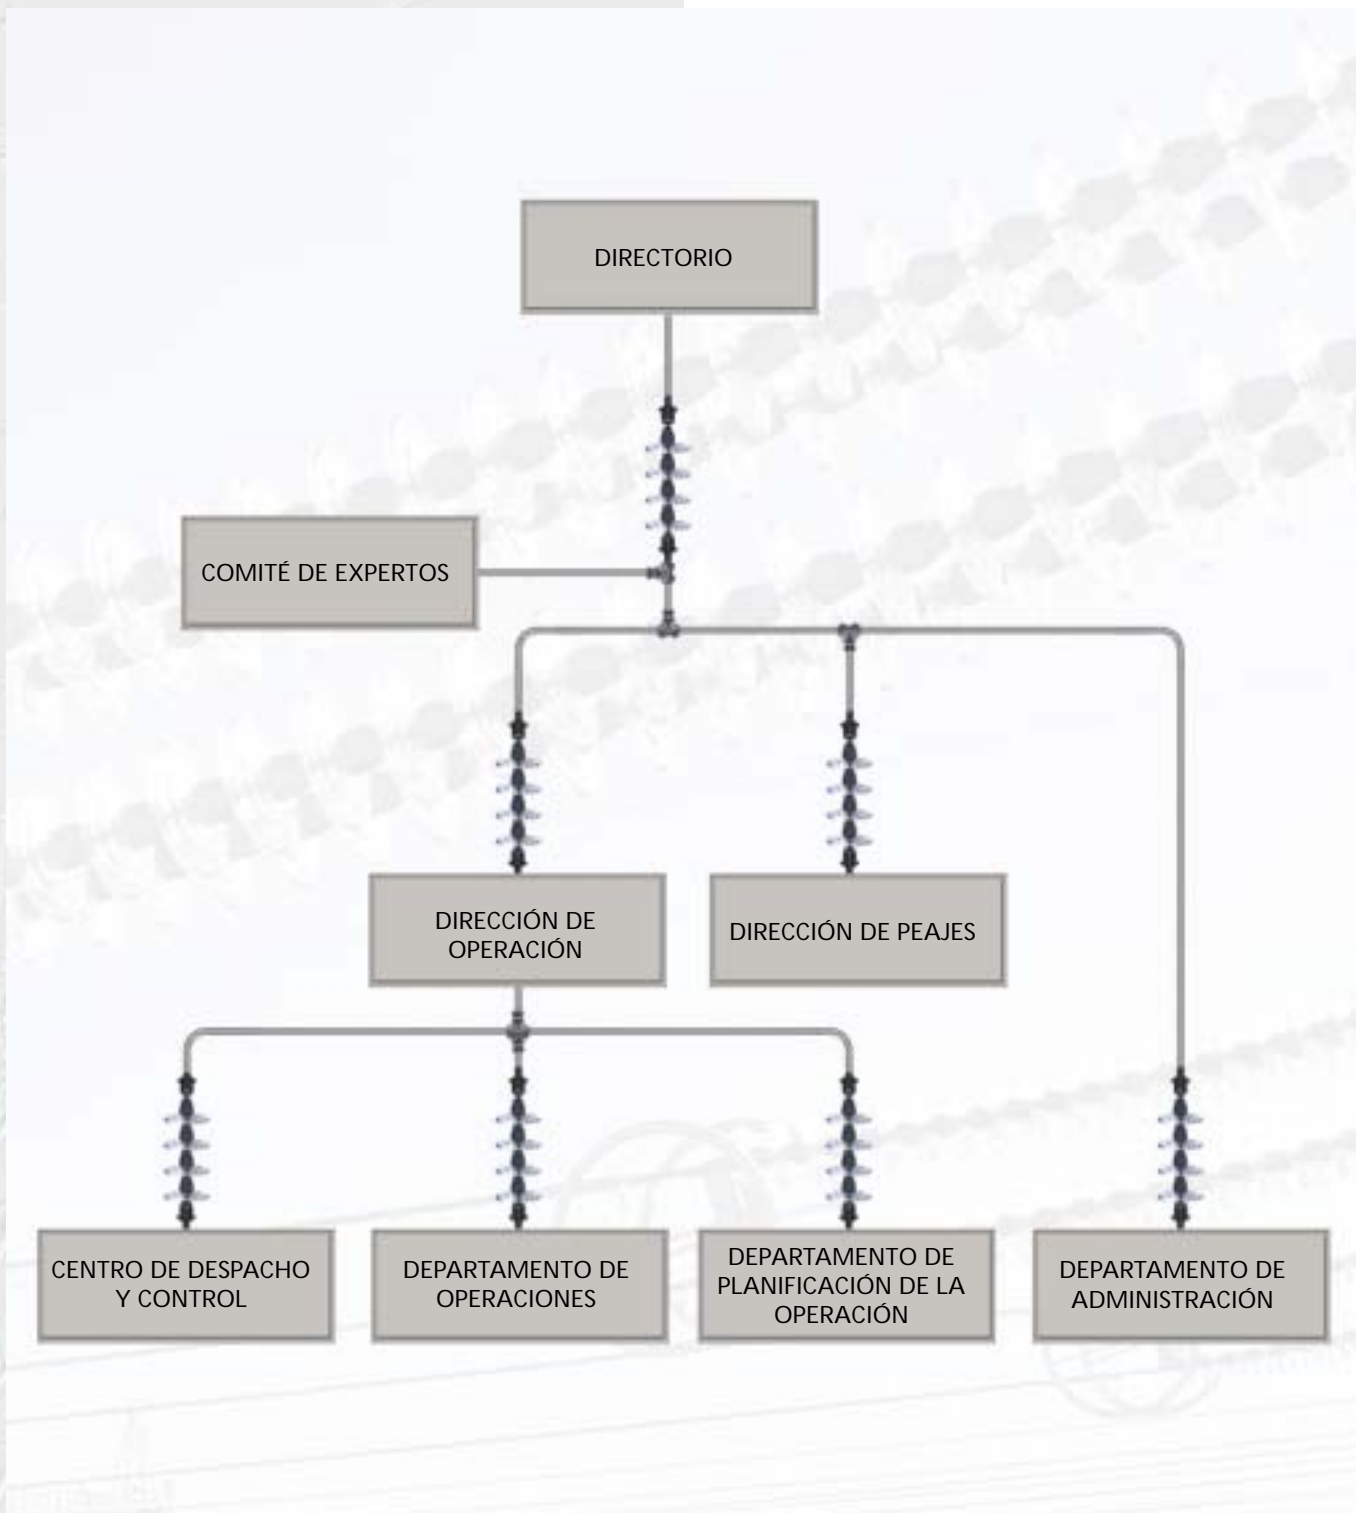 DIRECTORIO
COMITÉ DE EXPERTOS
DIRECCIÓN DE
OPERACIÓN
DIRECCIÓN DE PEAJES
CENTRO DE DESPACHO
Y CONTROL
DEPARTAMENTO DE
OPERACIONES
DEPARTAMENTO DE
PLANIFICACIÓN DE LA
OPERACIÓN
DEPARTAMENTO DE
ADMINISTRACIÓN